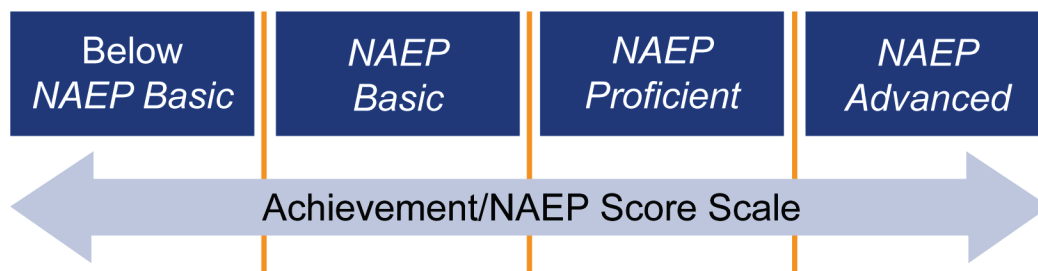 Below
NAEP Basic
NAEP
Basic
NAEP
Proficient
NAEP
Advanced
Achievement/NAEP Score Scale